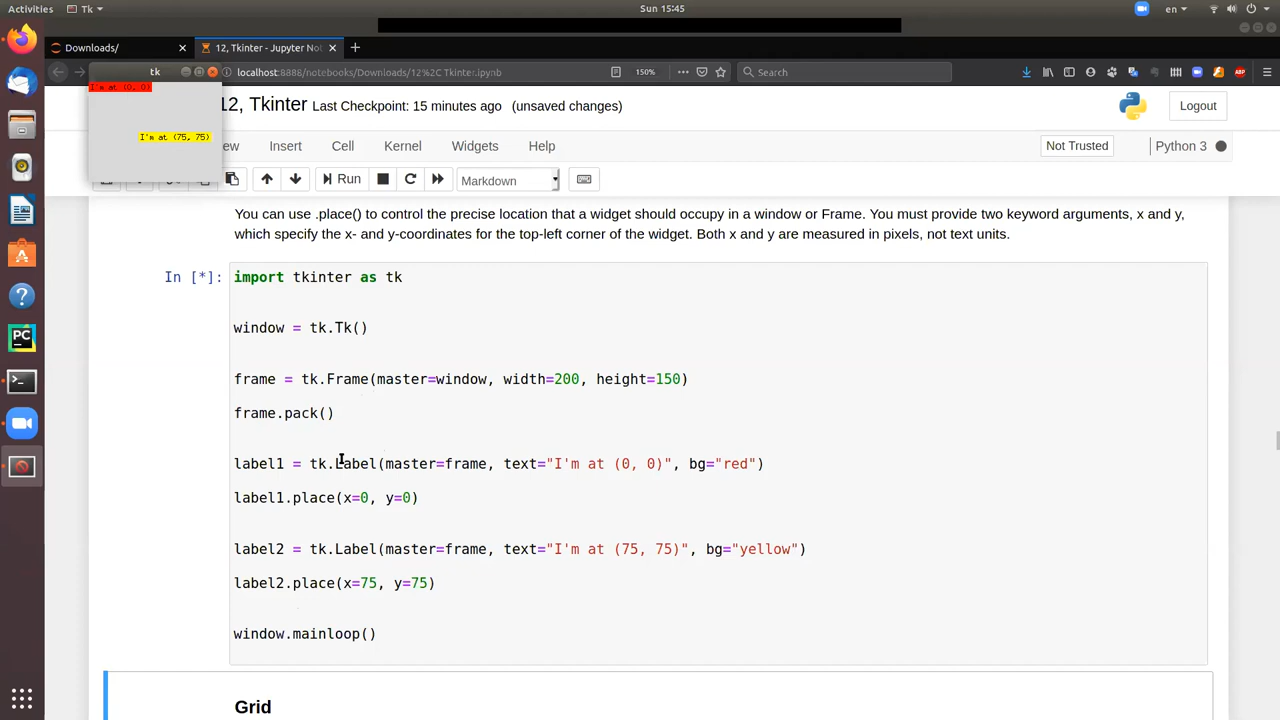 Activities
Tk
Sun 15:45
en
Downloads/
12, Tkinter - Jupyter No
tk
localhost:8888/notebooks/Downloads/12%2C Tkinter.ipynb
150%
Search
I'm at (0, 0)
I'm at (75, 75)
12, Tkinter Last Checkpoint: 15 minutes ago (unsaved changes)
Logout
Insert
Cell
Kernel
Widgets
Help
Not Trusted
Python 3
Run
Markdown
You can use .place() to control the precise location that a widget should occupy in a window or Frame. You must provide two keyword arguments, x and y,
which specify the x- and y-coordinates for the top-left corner of the widget. Both x and y are measured in pixels, not text units.
In [*]:
import tkinter as tk
window = tk.Tk()
frame = tk.Frame(master=window, width=200, height=150)
frame.pack()
label1 = tk.Label(master=frame, text="I'm at (0, 0)", bg="red")
label1.place(x=0, y=0)
label2 = tk.Label(master=frame, text="I'm at (75, 75)", bg="yellow")
label2.place(x=75, y=75)
window.mainloop()
Grid